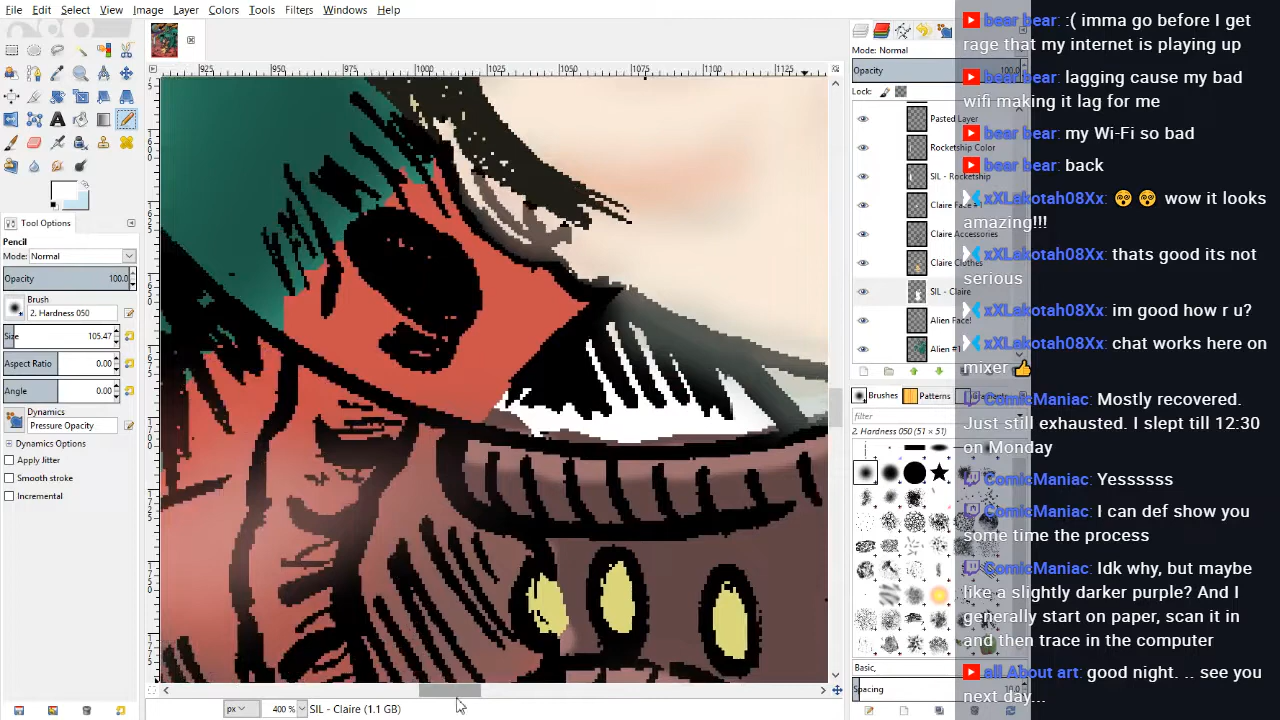 File Edit Select View Image Layer Colors Tools Filters Windows Help
Tool Options
Pencil
Mode: Normal
Opacity 100.0
Brush
2. Hardness 050
Size 105.47
Aspect Ratio 0.00
Angle 0.00
Dynamics
Pressure Opacity
Dynamics Options
Apply Jitter
Smooth stroke
Incremental
925 950 975 1000 1025 1050 1075 1100 1125
px 400 % SIL - Claire (1.1 GB)
Mode: Normal
Opacity 100.0
Lock:
Pasted Layer
Rocketship Color
SIL - Rocketship
Claire Face #1
Claire Accessories
Claire Clothes
SIL - Claire
Alien Face!
Alien #1
Brushes Patterns
filter
2. Hardness 050 (51 × 51)
Basic,
Spacing 10.0
bear bear: :( imma go before I get
rage that my internet is playing up
bear bear: lagging cause my bad
wifi making it lag for me
bear bear: my Wi-Fi so bad
bear bear: back
xXLakotah08Xx: 😵 😵 wow it looks
amazing!!!
xXLakotah08Xx: thats good its not
serious
xXLakotah08Xx: im good how r u?
xXLakotah08Xx: chat works here on
mixer 👍
ComicManiac: Mostly recovered.
Just still exhausted. I slept till 12:30
on Monday
ComicManiac: Yessssss
ComicManiac: I can def show you
some time the process
ComicManiac: Idk why, but maybe
like a slightly darker purple? And I
generally start on paper, scan it in
and then trace in the computer
all About art: good night. .. see you
next day...